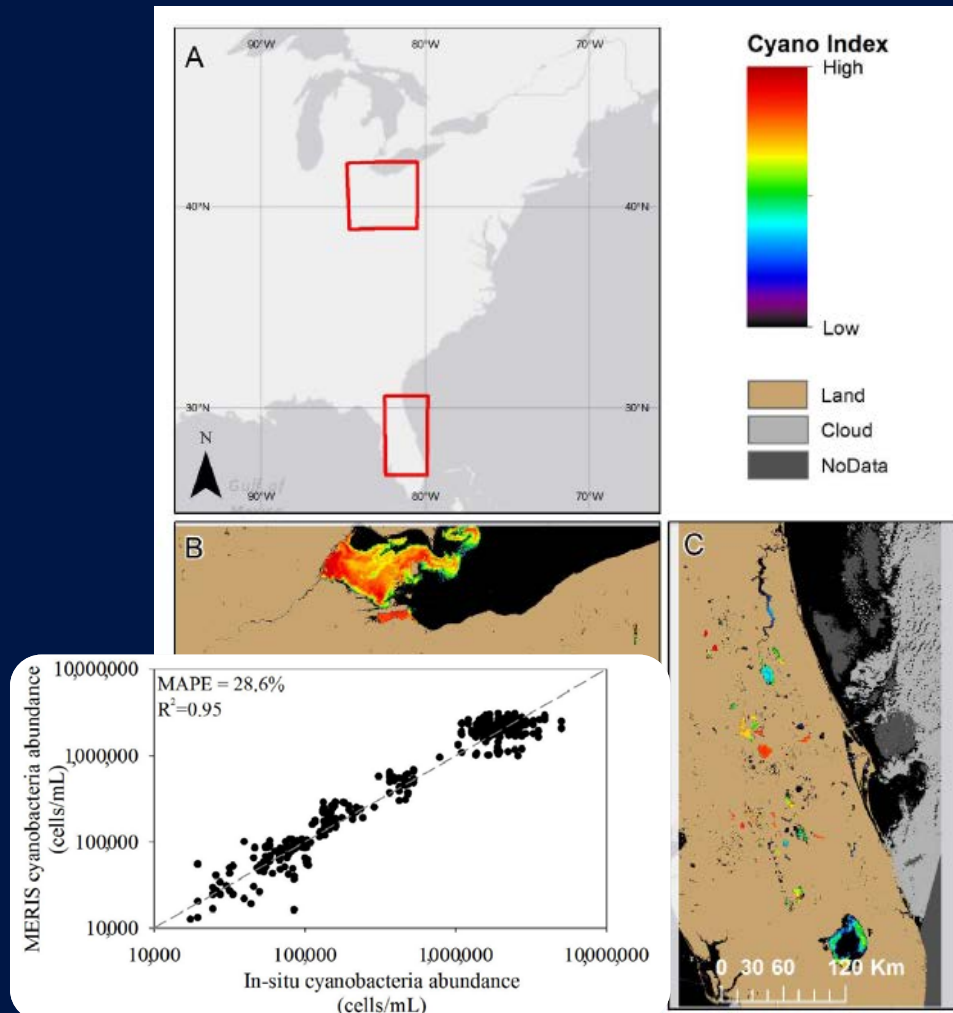 A
90°W
80°W
70°W
40°N
40°N
30°N
30°N
N
Gulf of
90°W
80°W
70°W
Cyano Index
High
Low
Land
Cloud
NoData
B
C
0 30 60 120 Km
MERIS cyanobacteria abundance
(cells/mL)
10,000,000
1,000,000
100,000
10,000
MAPE = 28.6%
R²=0.95
10,000
100,000
1,000,000
10,000,000
In-situ cyanobacteria abundance
(cells/mL)